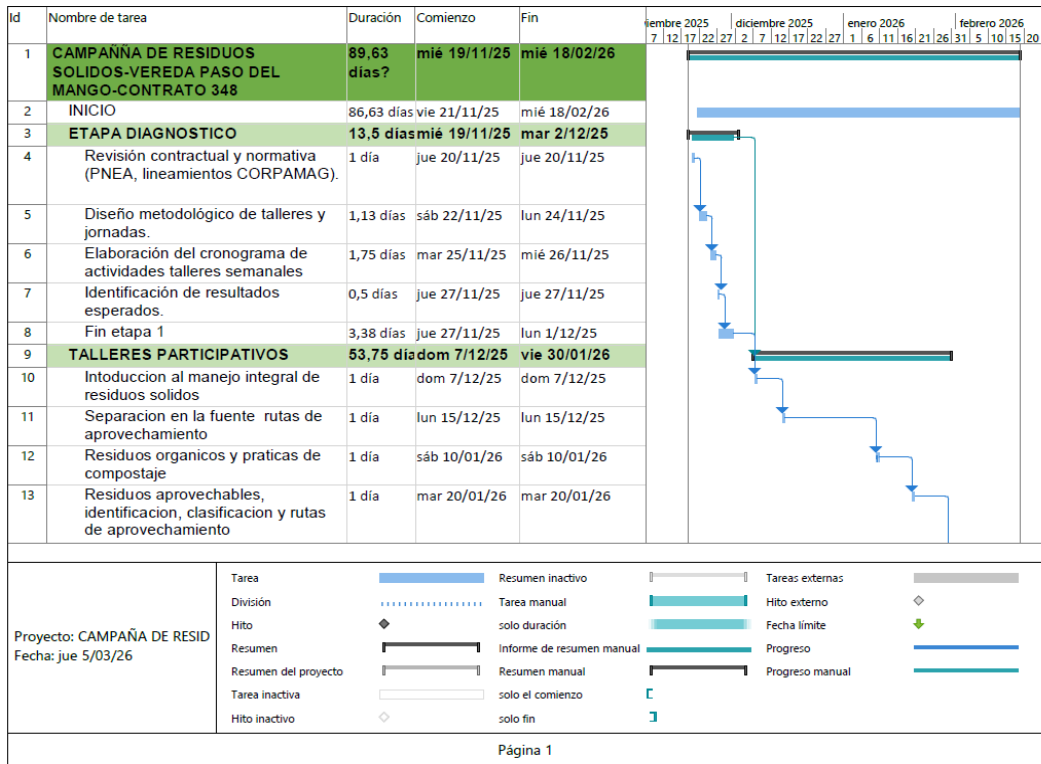 Id Nombre de tarea Duración Comienzo Fin
iembre 2025 diciembre 2025 enero 2026 febrero 2026
7 12 17 22 27 2 7 12 17 22 27 1 6 11 16 21 26 31 5 10 15 20
1 CAMPAÑÑA DE RESIDUOS 89,63 mié 19/11/25 mié 18/02/26
SOLIDOS-VEREDA PASO DEL días?
MANGO-CONTRATO 348
2 INICIO 86,63 días vie 21/11/25 mié 18/02/26
3 ETAPA DIAGNOSTICO 13,5 días mié 19/11/25 mar 2/12/25
4 Revisión contractual y normativa 1 día jue 20/11/25 jue 20/11/25
(PNEA, lineamientos CORPAMAG).
5 Diseño metodológico de talleres y 1,13 días sáb 22/11/25 lun 24/11/25
jornadas.
6 Elaboración del cronograma de 1,75 días mar 25/11/25 mié 26/11/25
actividades talleres semanales
7 Identificación de resultados 0,5 días jue 27/11/25 jue 27/11/25
esperados.
8 Fin etapa 1 3,38 días jue 27/11/25 lun 1/12/25
9 TALLERES PARTICIPATIVOS 53,75 día dom 7/12/25 vie 30/01/26
10 Intoduccion al manejo integral de 1 día dom 7/12/25 dom 7/12/25
residuos solidos
11 Separacion en la fuente rutas de 1 día lun 15/12/25 lun 15/12/25
aprovechamiento
12 Residuos organicos y praticas de 1 día sáb 10/01/26 sáb 10/01/26
compostaje
13 Residuos aprovechables, 1 día mar 20/01/26 mar 20/01/26
identificacion, clasificacion y rutas
de aprovechamiento
Proyecto: CAMPAÑA DE RESID
Fecha: jue 5/03/26
Tarea Resumen inactivo Tareas externas
División Tarea manual Hito externo
Hito solo duración Fecha límite
Resumen Informe de resumen manual Progreso
Resumen del proyecto Resumen manual Progreso manual
Tarea inactiva solo el comienzo
Hito inactivo solo fin
Página 1